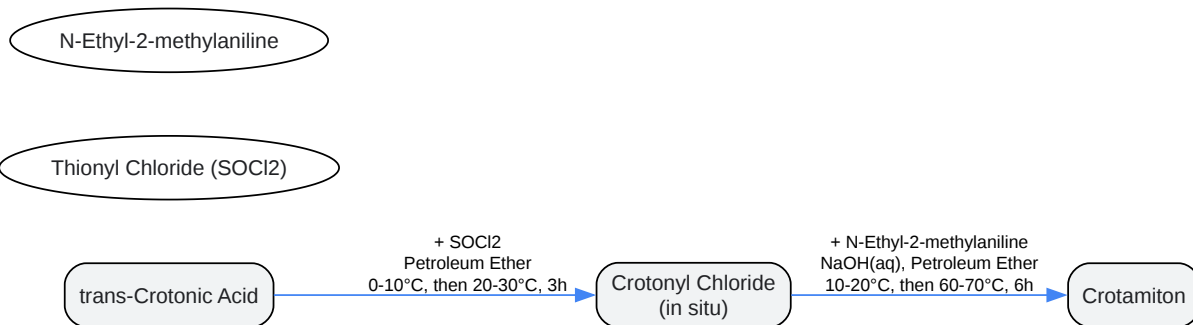 N-Ethyl-2-methylaniline
Thionyl Chloride (SOCl2)
trans-Crotonic Acid
+ SOCl2
Petroleum Ether
0-10°C, then 20-30°C, 3h
Crotonyl Chloride
(in situ)
+ N-Ethyl-2-methylaniline
NaOH(aq), Petroleum Ether
10-20°C, then 60-70°C, 6h
Crotamiton